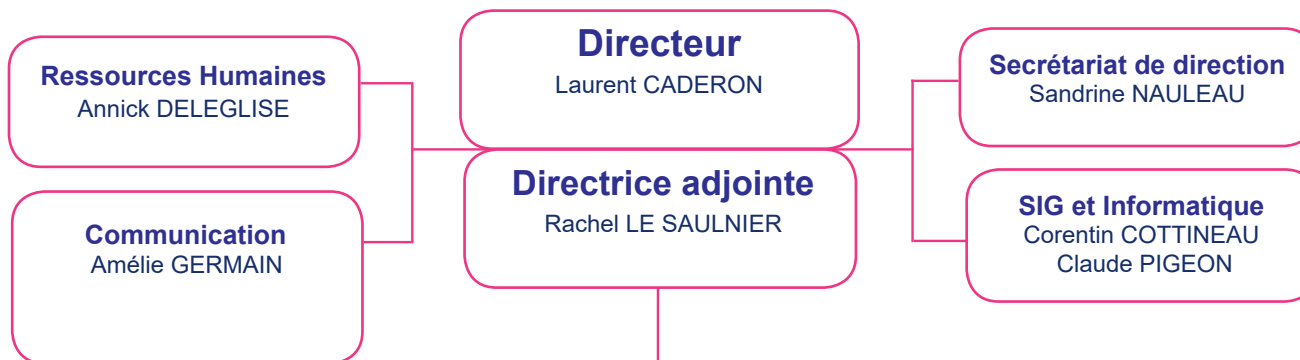 Directeur
Laurent CADERON
Directrice adjointe
Rachel LE SAULNIER
Ressources Humaines
Annick DELEGLISE
Communication
Amélie GERMAIN
Secrétariat de direction
Sandrine NAULEAU
SIG et Informatique
Corentin COTTINEAU
Claude PIGEON